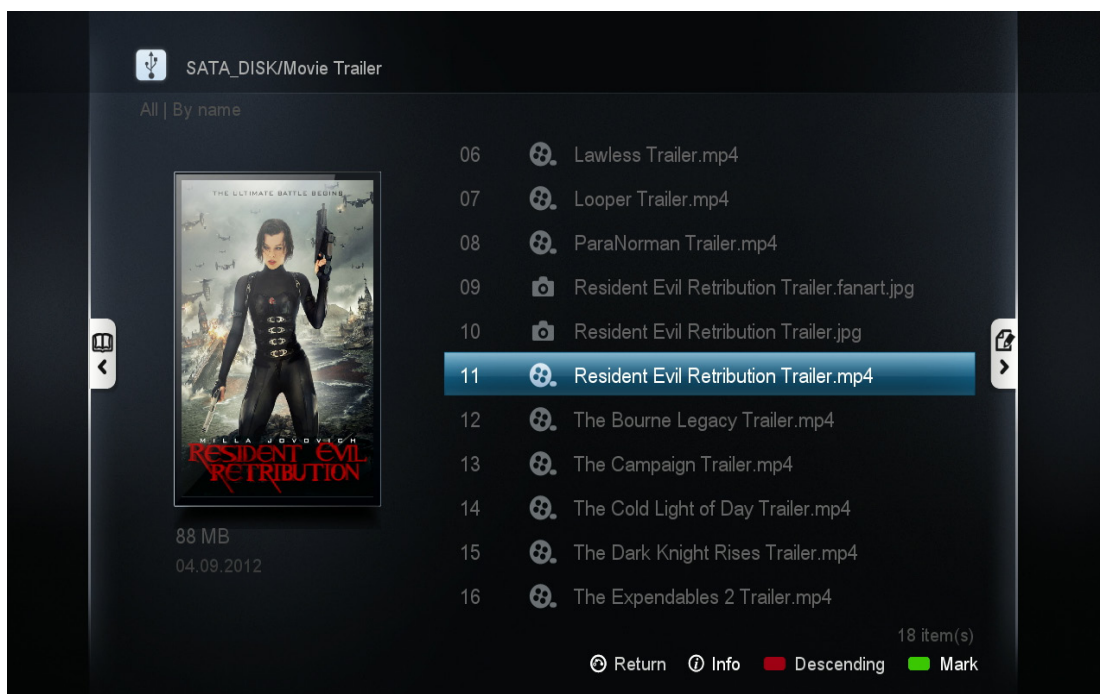 SATA_DISK/Movie Trailer
All | By name
THE ULTIMATE BATTLE BEGINS
MILLA JOVOVICH
RESIDENT EVIL
RETRIBUTION
88 MB
04.09.2012
06 Lawless Trailer.mp4
07 Looper Trailer.mp4
08 ParaNorman Trailer.mp4
09 Resident Evil Retribution Trailer.fanart.jpg
10 Resident Evil Retribution Trailer.jpg
11 Resident Evil Retribution Trailer.mp4
12 The Bourne Legacy Trailer.mp4
13 The Campaign Trailer.mp4
14 The Cold Light of Day Trailer.mp4
15 The Dark Knight Rises Trailer.mp4
16 The Expendables 2 Trailer.mp4
18 item(s)
Return Info Descending Mark